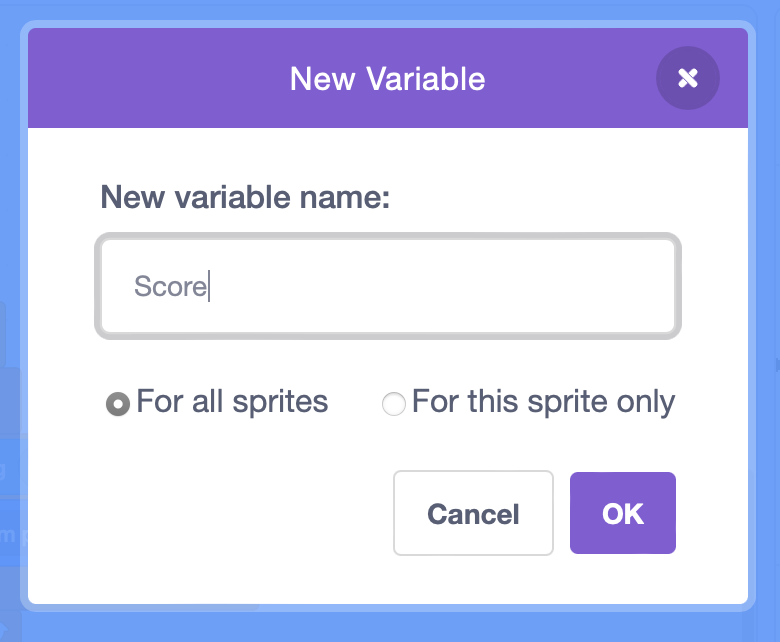 New Variable
New variable name:
Score
For all sprites
For this sprite only
Cancel
OK